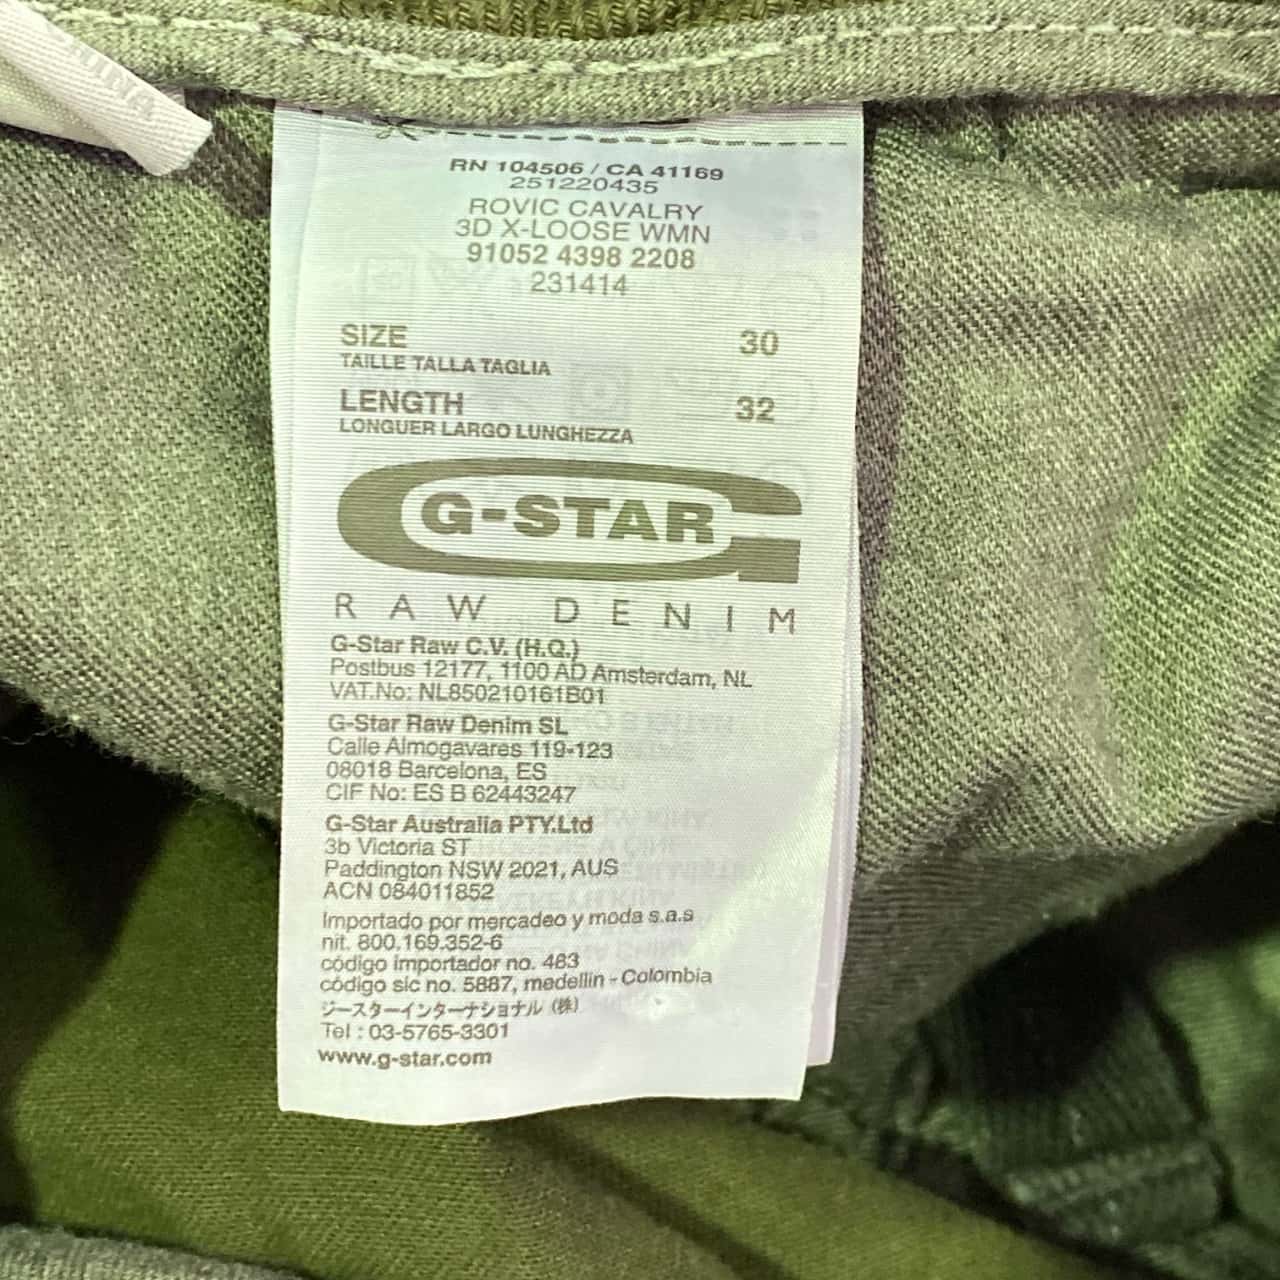 CHINA
RN 104506 / CA 41169
251220435
ROVIC CAVALRY
3D X-LOOSE WMN
91052 4398 2208
231414
SIZE 30
TAILLE TALLA TAGLIA
LENGTH 32
LONGUER LARGO LUNGHEZZA
G-STAR
RAW DENIM
G-Star Raw C.V. (H.Q.)
Postbus 12177, 1100 AD Amsterdam, NL
VAT.No: NL850210161B01
G-Star Raw Denim SL
Calle Almogavares 119-123
08018 Barcelona, ES
CIF No: ES B 62443247
G-Star Australia PTY.Ltd
3b Victoria ST
Paddington NSW 2021, AUS
ACN 084011852
Importado por mercadeo y moda s.a.s
nit. 800.169.352-6
código importador no. 483
código sic no. 5887, medellin - Colombia
ジースターインターナショナル (株)
Tel : 03-5765-3301
www.g-star.com